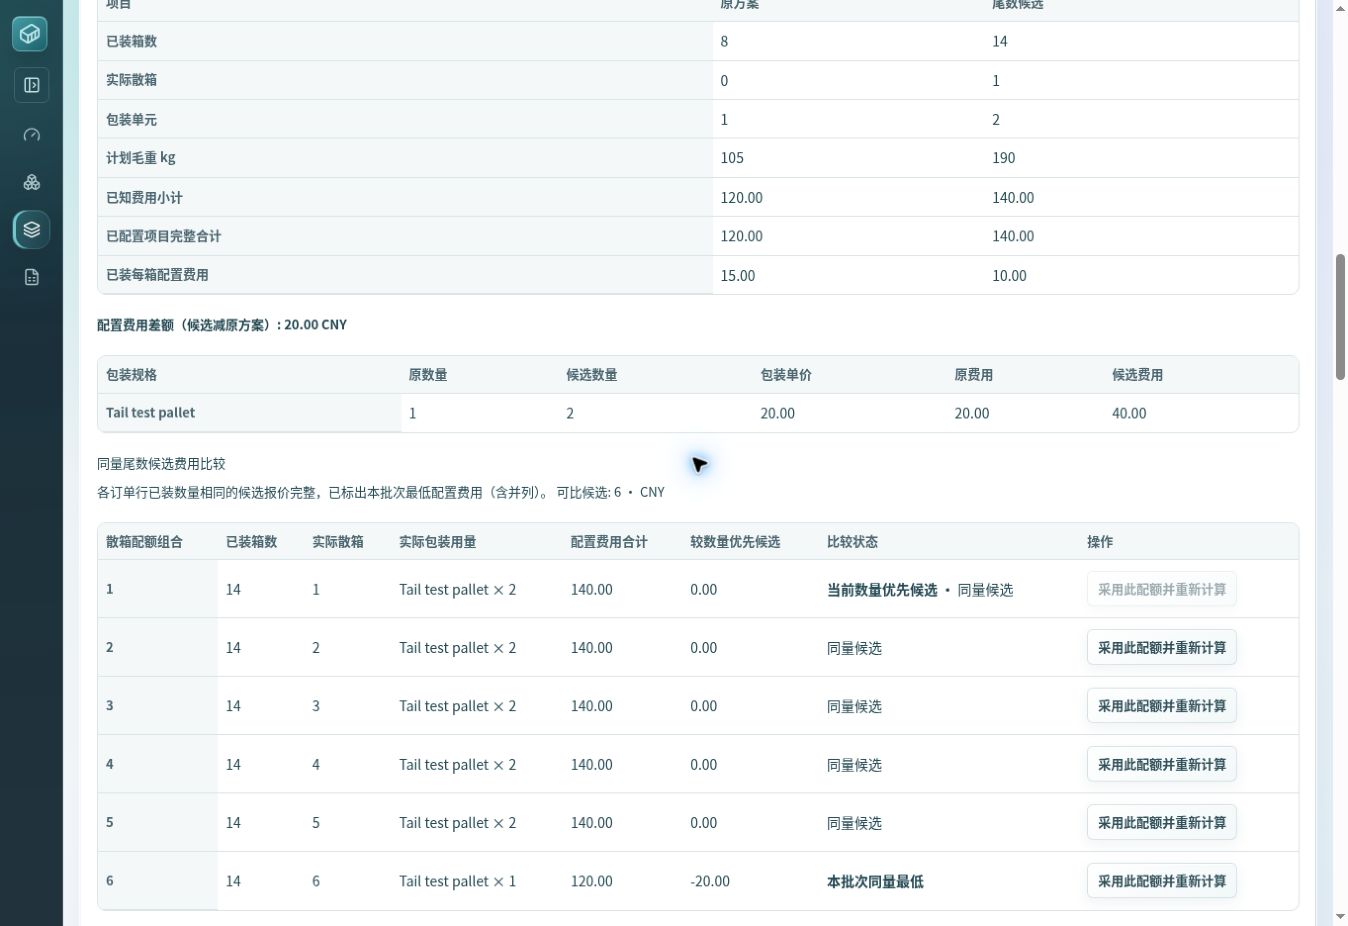 项目 原方案 尾数候选
已装箱数 8 14
实际散箱 0 1
包装单元 1 2
计划毛重 kg 105 190
已知费用小计 120.00 140.00
已配置项目完整合计 120.00 140.00
已装每箱配置费用 15.00 10.00
配置费用差额（候选减原方案）: 20.00 CNY
包装规格 原数量 候选数量 包装单价 原费用 候选费用
Tail test pallet 1 2 20.00 20.00 40.00
同量尾数候选费用比较
各订单行已装数量相同的候选报价完整，已标出本批次最低配置费用（含并列）。 可比候选: 6 · CNY
散箱配额组合 已装箱数 实际散箱 实际包装用量 配置费用合计 较数量优先候选 比较状态 操作
1 14 1 Tail test pallet × 2 140.00 0.00 当前数量优先候选 · 同量候选 采用此配额并重新计算
2 14 2 Tail test pallet × 2 140.00 0.00 同量候选 采用此配额并重新计算
3 14 3 Tail test pallet × 2 140.00 0.00 同量候选 采用此配额并重新计算
4 14 4 Tail test pallet × 2 140.00 0.00 同量候选 采用此配额并重新计算
5 14 5 Tail test pallet × 2 140.00 0.00 同量候选 采用此配额并重新计算
6 14 6 Tail test pallet × 1 120.00 -20.00 本批次同量最低 采用此配额并重新计算